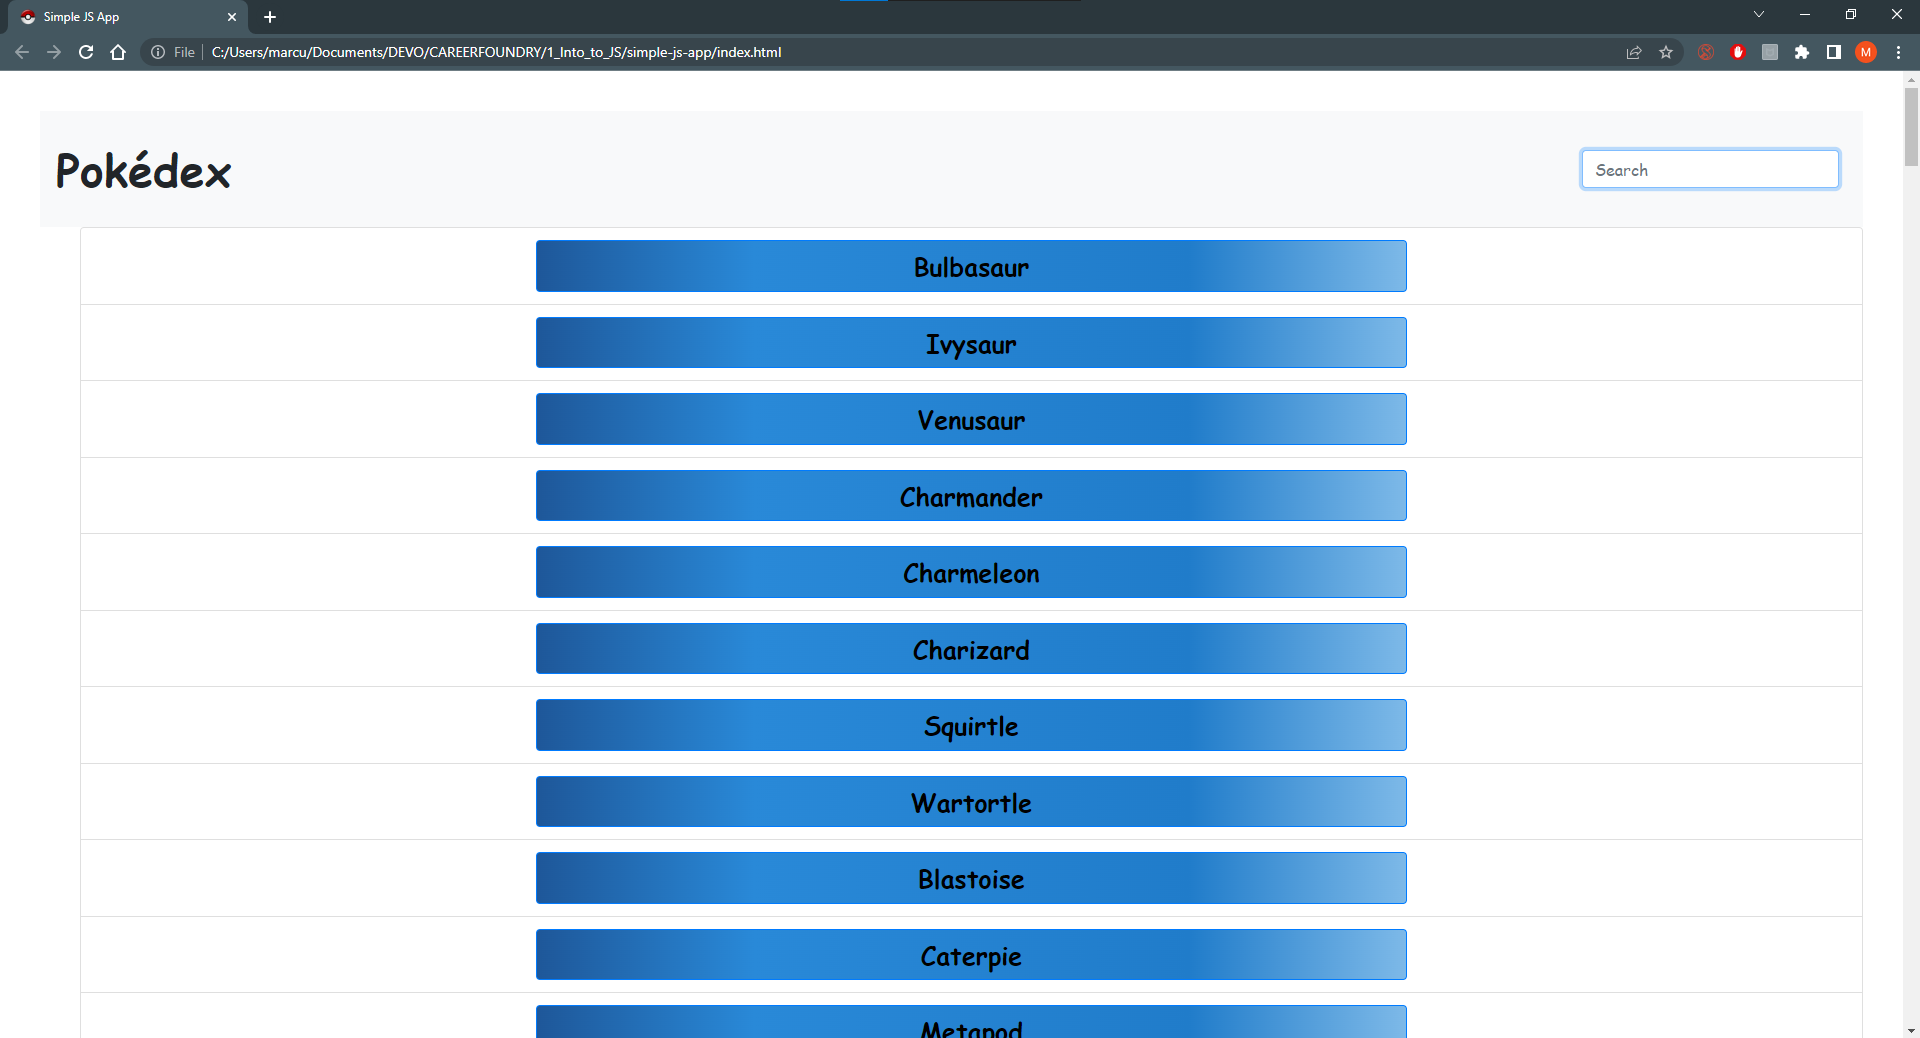 Simple JS App
File C:/Users/marcu/Documents/DEVO/CAREERFOUNDRY/1_Into_to_JS/simple-js-app/index.html
M
Pokédex
Search
Bulbasaur
Ivysaur
Venusaur
Charmander
Charmeleon
Charizard
Squirtle
Wartortle
Blastoise
Caterpie
Metapod